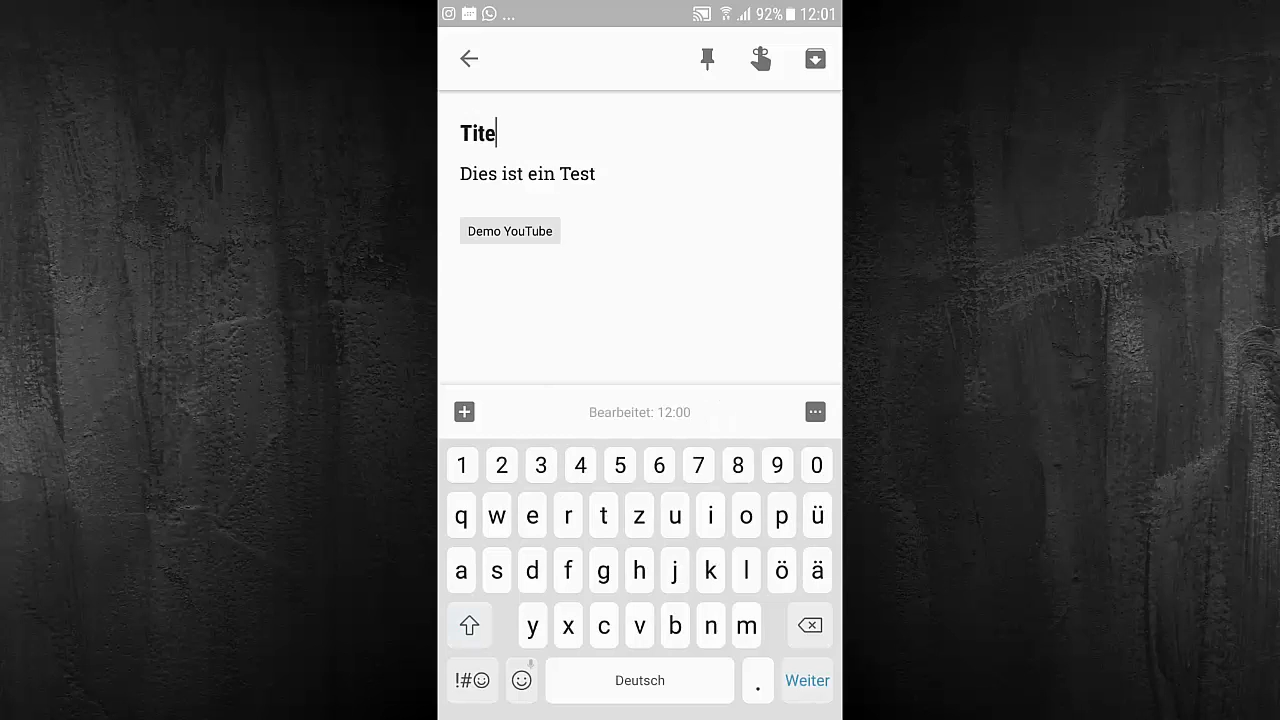 ... 92% 12:01
Tite
Dies ist ein Test
Demo YouTube
Bearbeitet: 12:00
1 2 3 4 5 6 7 8 9 0
q w e r t z u i o p ü
a s d f g h j k l ö ä
y x c v b n m
!#☺ Deutsch . Weiter